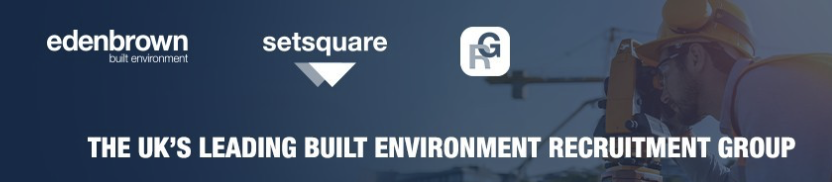 edenbrown
built environment
setsquare
RG
THE UK'S LEADING BUILT ENVIRONMENT RECRUITMENT GROUP